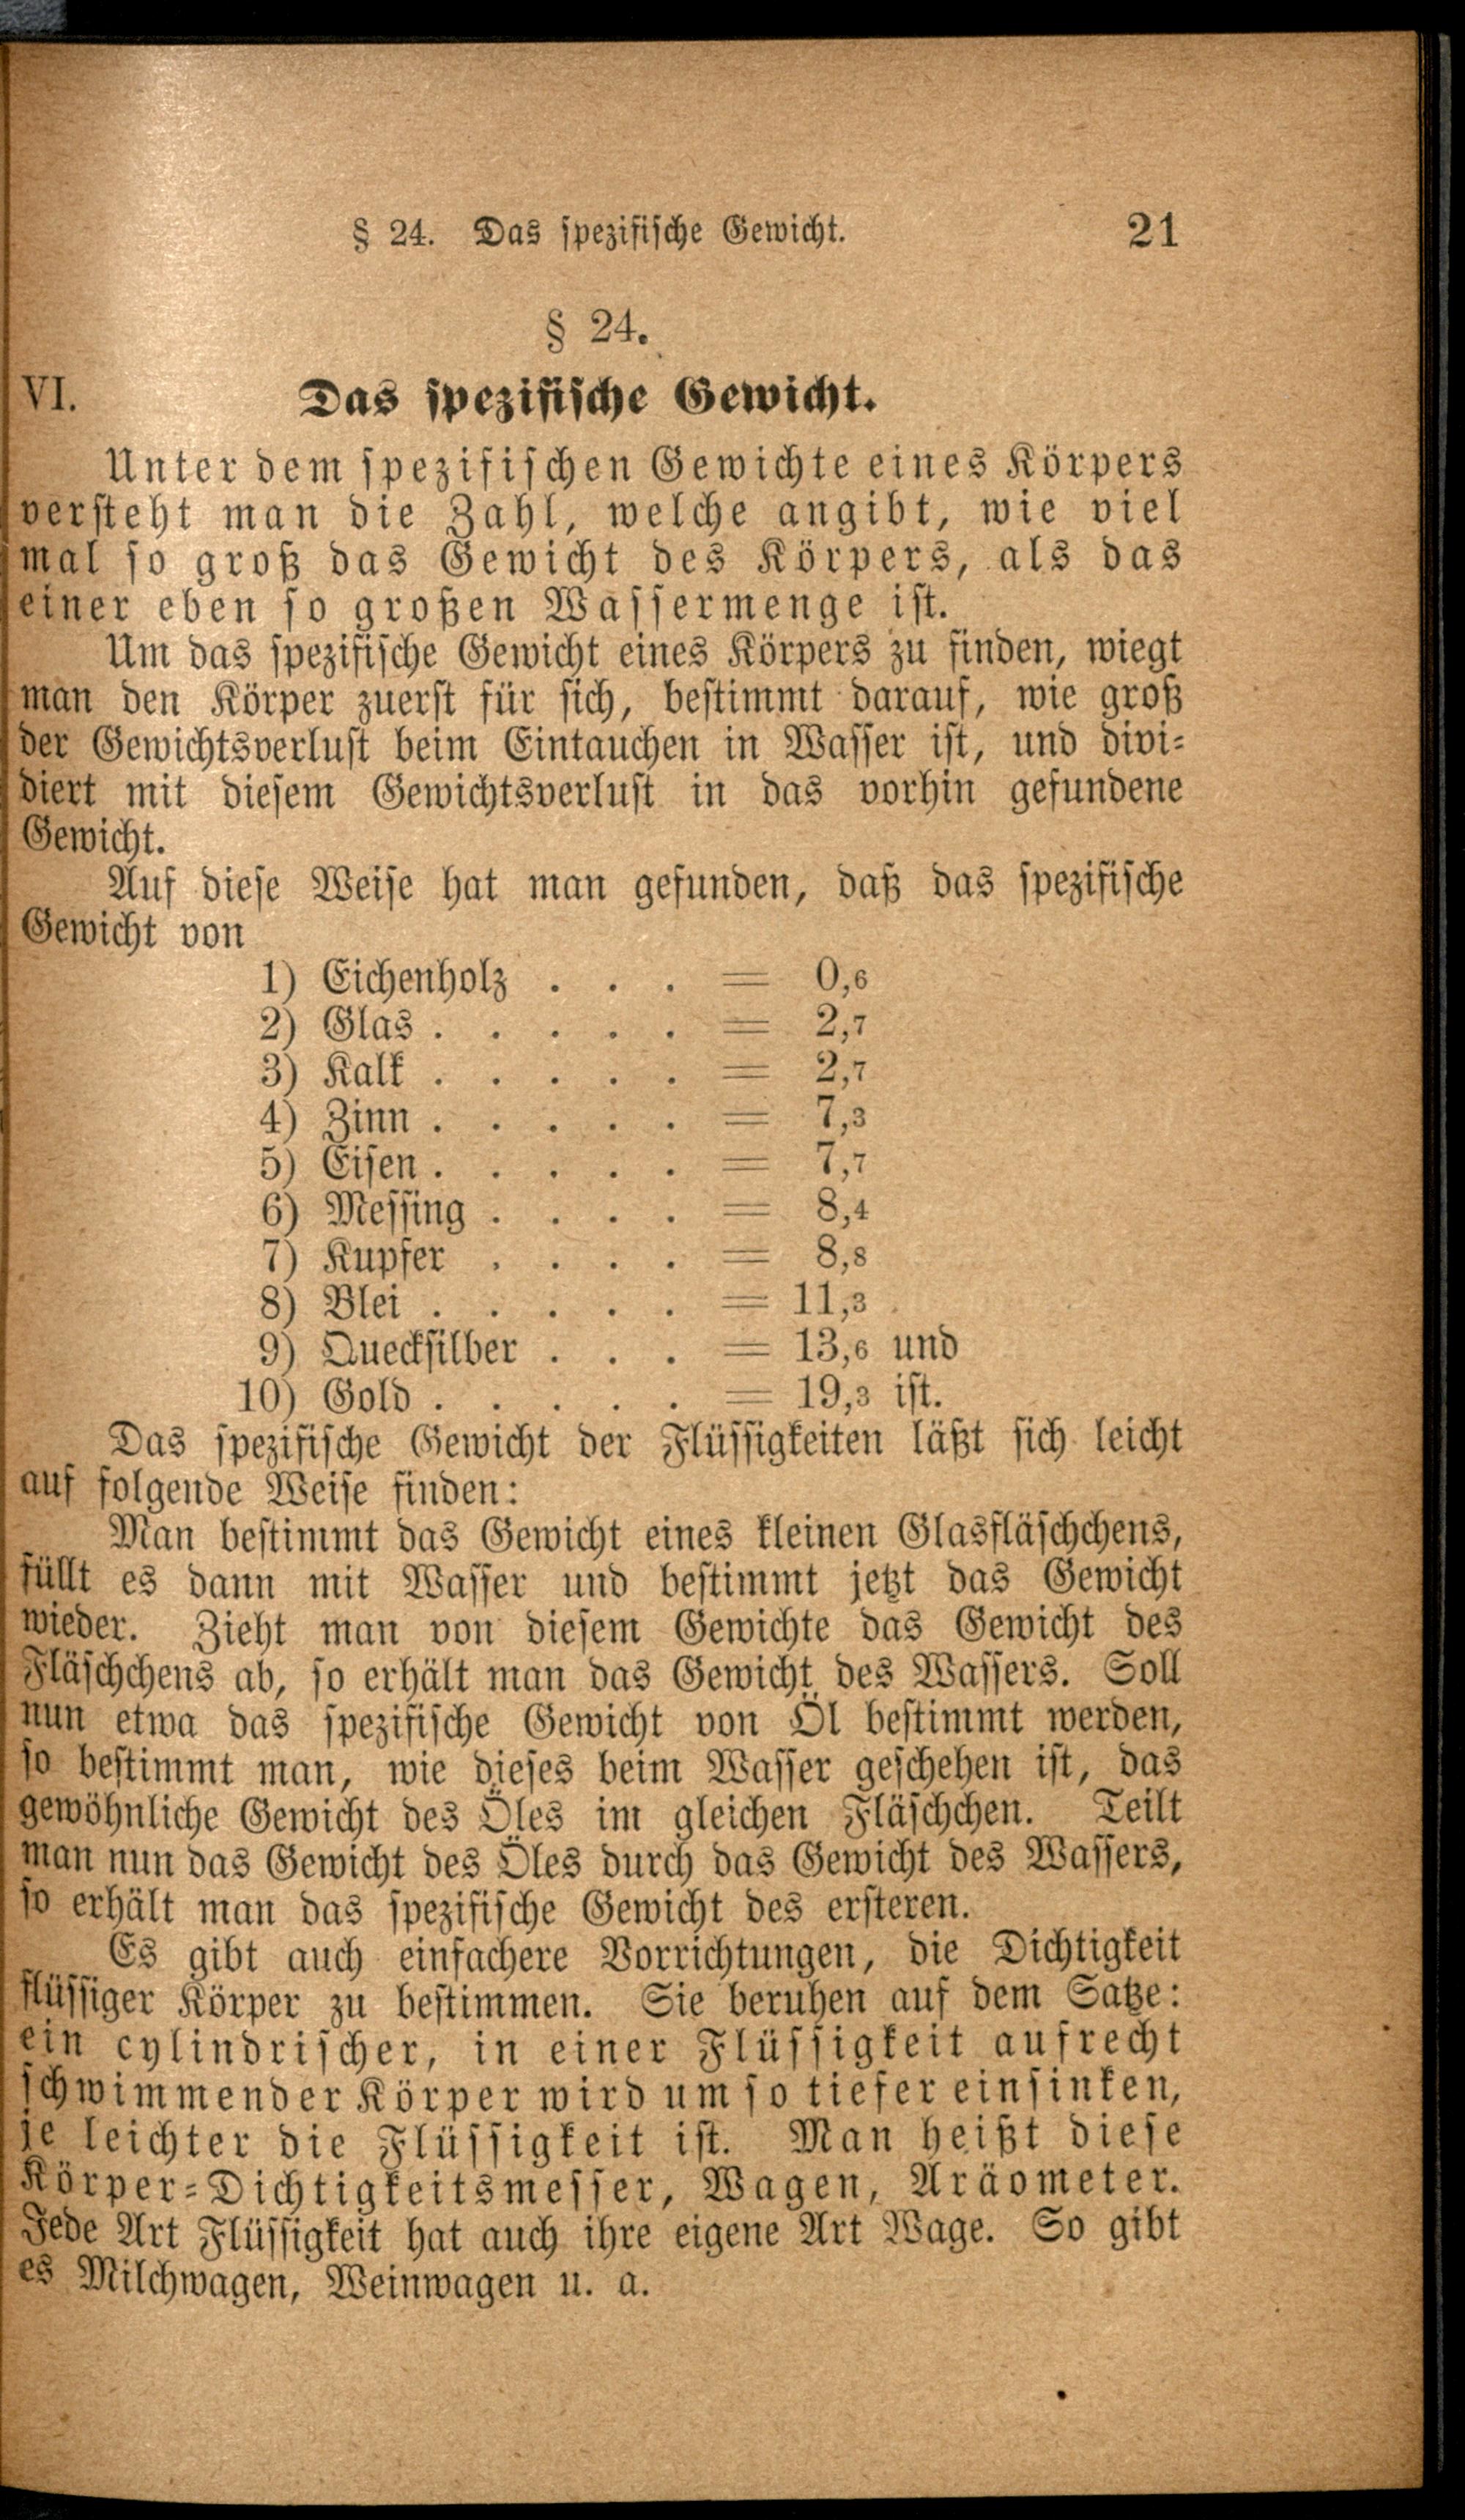 § 24. Das spezifische Gewicht. 21
§ 24.
VI. Das spezifische Gewicht.
Unter dem spezifischen Gewichte eines Körpers
versteht man die Zahl, welche angibt, wie viel
mal so groß das Gewicht des Körpers, als das
einer eben so großen Wassermenge ist.
Um das spezifische Gewicht eines Körpers zu finden, wiegt
man den Körper zuerst für sich, bestimmt darauf, wie groß
der Gewichtsverlust beim Eintauchen in Wasser ist, und divi-
diert mit diesem Gewichtsverlust in das vorhin gefundene
Gewicht.
Auf diese Weise hat man gefunden, daß das spezifische
Gewicht von
1) Eichenholz . . . = 0,6
2) Glas . . . . . = 2,7
3) Kalk . . . . . = 2,7
4) Zinn . . . . . = 7,3
5) Eisen . . . . . = 7,7
6) Messing . . . . = 8,4
7) Kupfer . . . . = 8,8
8) Blei . . . . . = 11,3
9) Quecksilber . . . = 13,6 und
10) Gold . . . . . = 19,3 ist.
Das spezifische Gewicht der Flüssigkeiten läßt sich leicht
auf folgende Weise finden:
Man bestimmt das Gewicht eines kleinen Glasfläschchens,
füllt es dann mit Wasser und bestimmt jetzt das Gewicht
wieder. Zieht man von diesem Gewichte das Gewicht des
Fläschchens ab, so erhält man das Gewicht des Wassers. Soll
nun etwa das spezifische Gewicht von Öl bestimmt werden,
so bestimmt man, wie dieses beim Wasser geschehen ist, das
gewöhnliche Gewicht des Öles im gleichen Fläschchen. Teilt
man nun das Gewicht des Öles durch das Gewicht des Wassers,
so erhält man das spezifische Gewicht des ersteren.
Es gibt auch einfachere Vorrichtungen, die Dichtigkeit
flüssiger Körper zu bestimmen. Sie beruhen auf dem Satze:
ein cylindrischer, in einer Flüssigkeit aufrecht
schwimmender Körper wird um so tiefer einsinken,
je leichter die Flüssigkeit ist. Man heißt diese
Körper-Dichtigkeitsmesser, Wagen, Aräometer.
Jede Art Flüssigkeit hat auch ihre eigene Art Wage. So gibt
es Milchwagen, Weinwagen u. a.